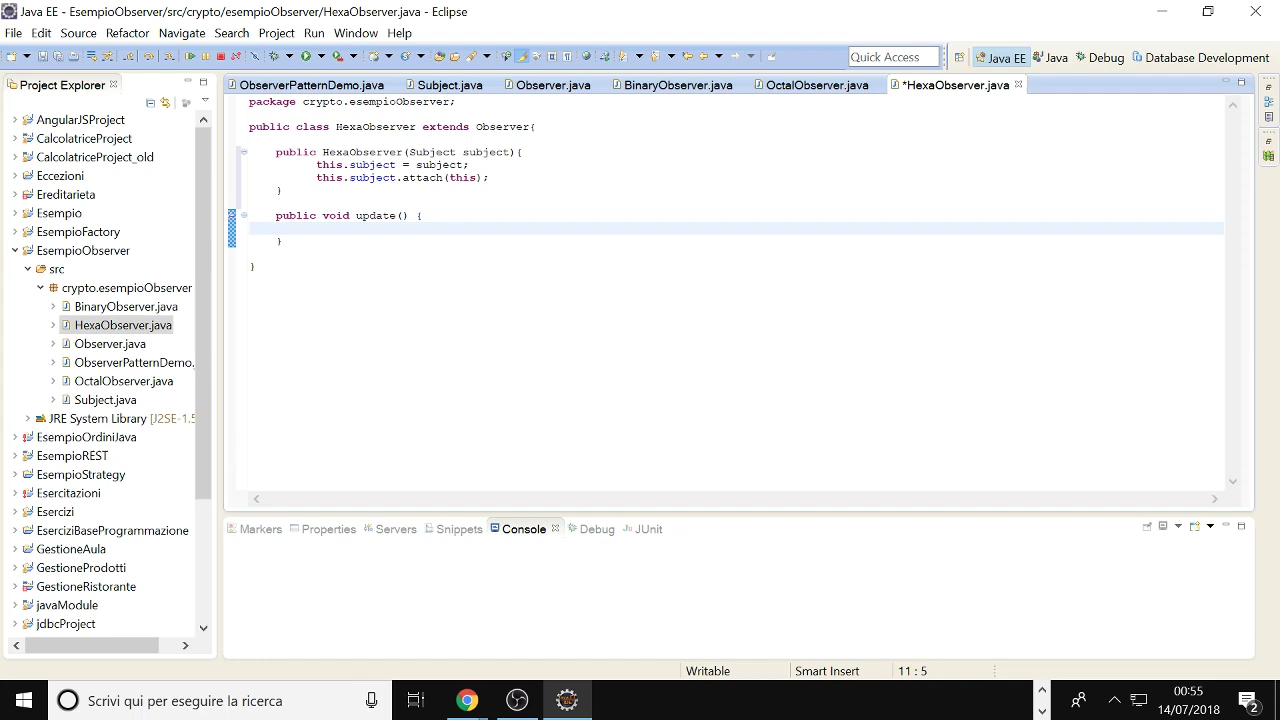 Java EE - EsempioObserver/src/crypto/esempiObserver/HexaObserver.java - Eclipse
File Edit Source Refactor Navigate Search Project Run Window Help
Quick Access Java EE Java Debug Database Development
Project Explorer
AngularJSProject
CalcolatriceProject
CalcolatriceProject_old
Eccezioni
Ereditarieta
Esempio
EsempioFactory
EsempioObserver
src
crypto.esempiObserver
BinaryObserver.java
HexaObserver.java
Observer.java
ObserverPatternDemo.
OctalObserver.java
Subject.java
JRE System Library [J2SE-1.5
EsempioOrdiniJava
EsempioREST
EsempioStrategy
Esercitazioni
Esercizi
EserciziBaseProgrammazione
GestioneAula
GestioneProdotti
GestioneRistorante
javaModule
jdbcProject
ObserverPatternDemo.java Subject.java Observer.java BinaryObserver.java OctalObserver.java *HexaObserver.java
package crypto.esempiObserver;
public class HexaObserver extends Observer{
public HexaObserver(Subject subject){
this.subject = subject;
this.subject.attach(this);
}
public void update() {
}
}
Markers Properties Servers Snippets Console Debug JUnit
Writable Smart Insert 11 : 5
Scrivi qui per eseguire la ricerca
00:55
14/07/2018
2